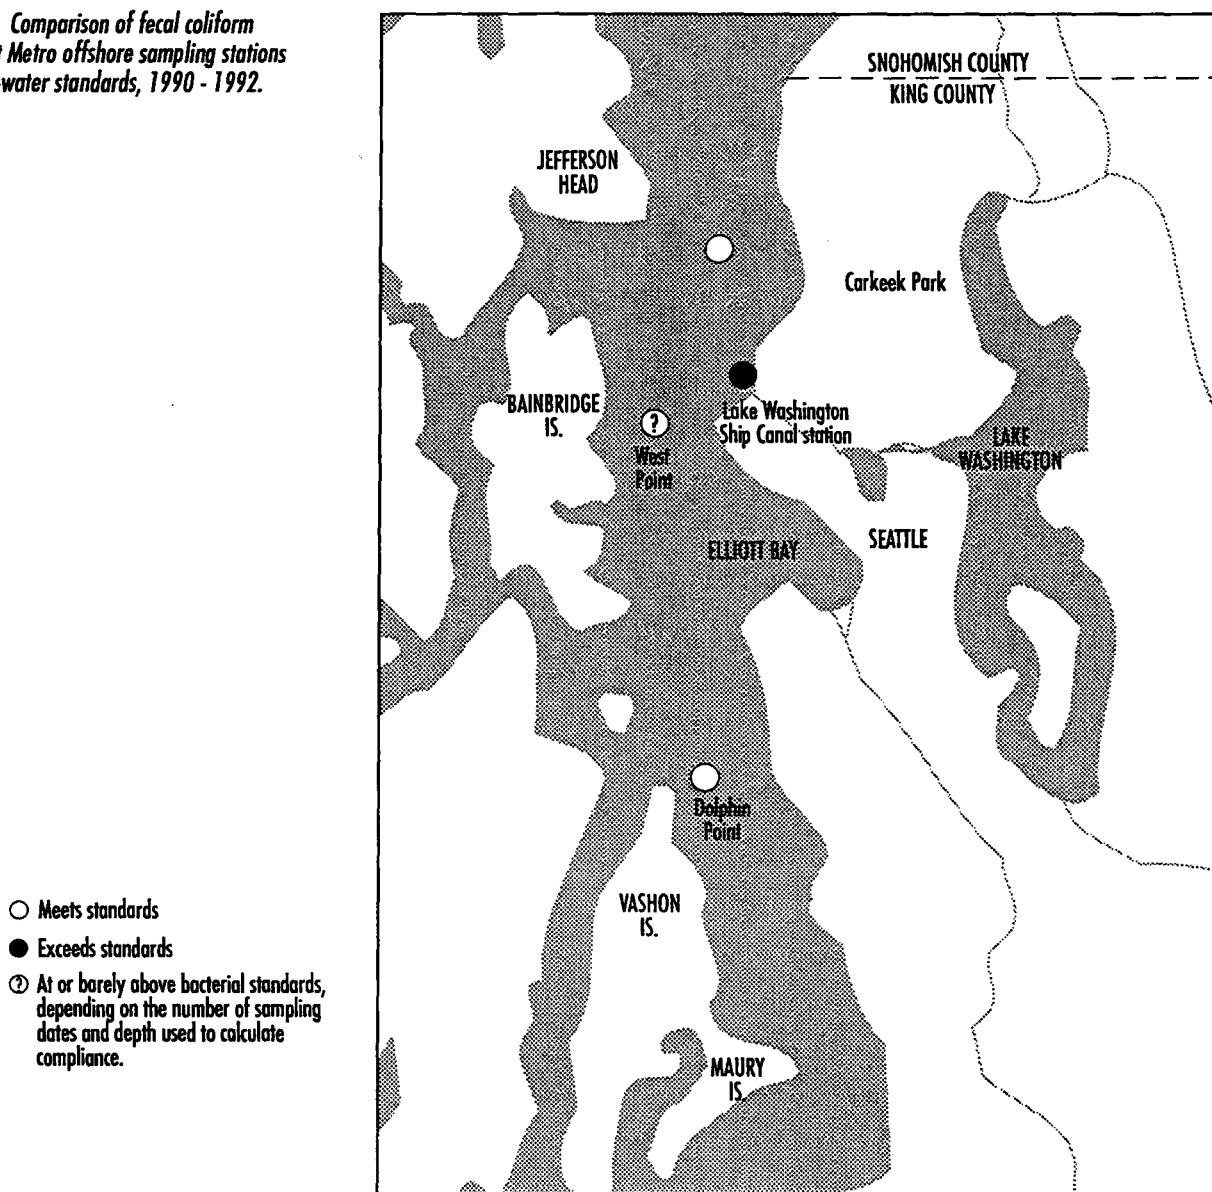 Comparison of fecal coliform
Metro offshore sampling stations
-water standards, 1990 - 1992.
SNOHOMISH COUNTY
KING COUNTY
JEFFERSON
HEAD
Carkeek Park
BAINBRIDGE
IS.
?
West
Point
Lake Washington
Ship Canal station
LAKE
WASHINGTON
ELLIOTT BAY
SEATTLE
Dolphin
Point
VASHON
IS.
MAURY
IS.
Meets standards
Exceeds standards
? At or barely above bacterial standards,
depending on the number of sampling
dates and depth used to calculate
compliance.